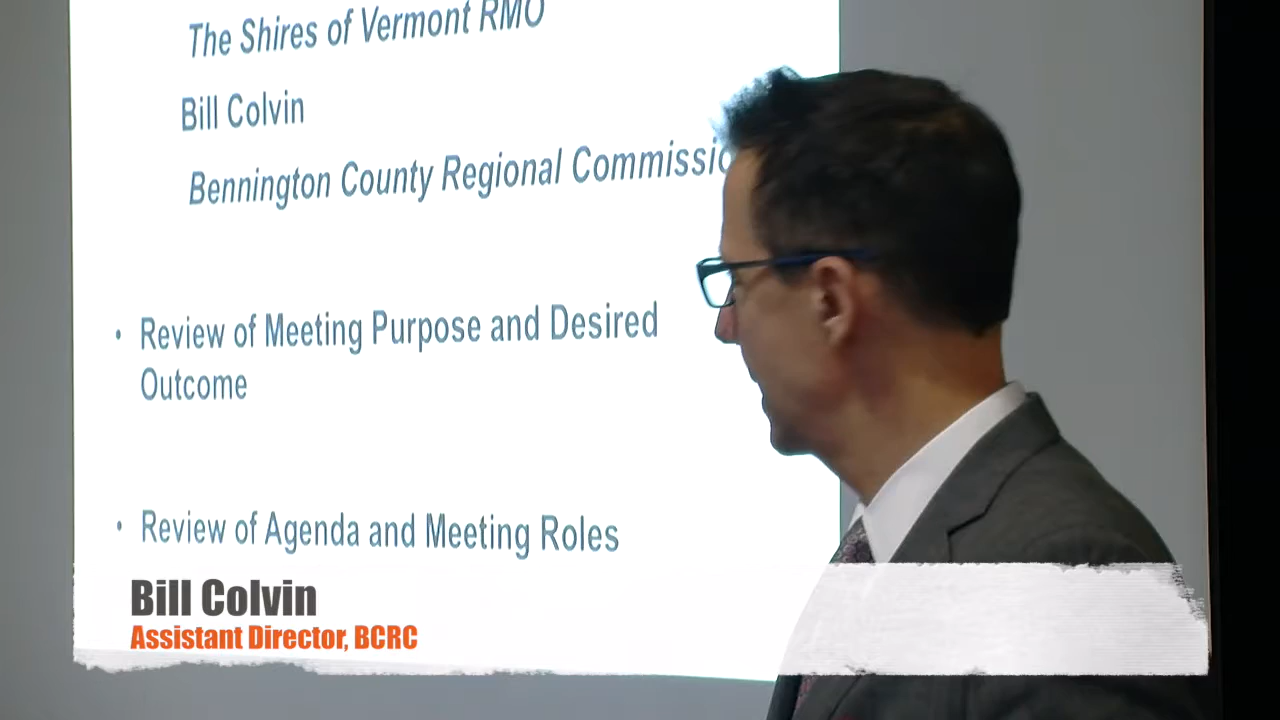 The Shires of Vermont RMO
Bill Colvin
Bennington County Regional Commissio
• Review of Meeting Purpose and Desired
Outcome
• Review of Agenda and Meeting Roles
Bill Colvin
Assistant Director, BCRC